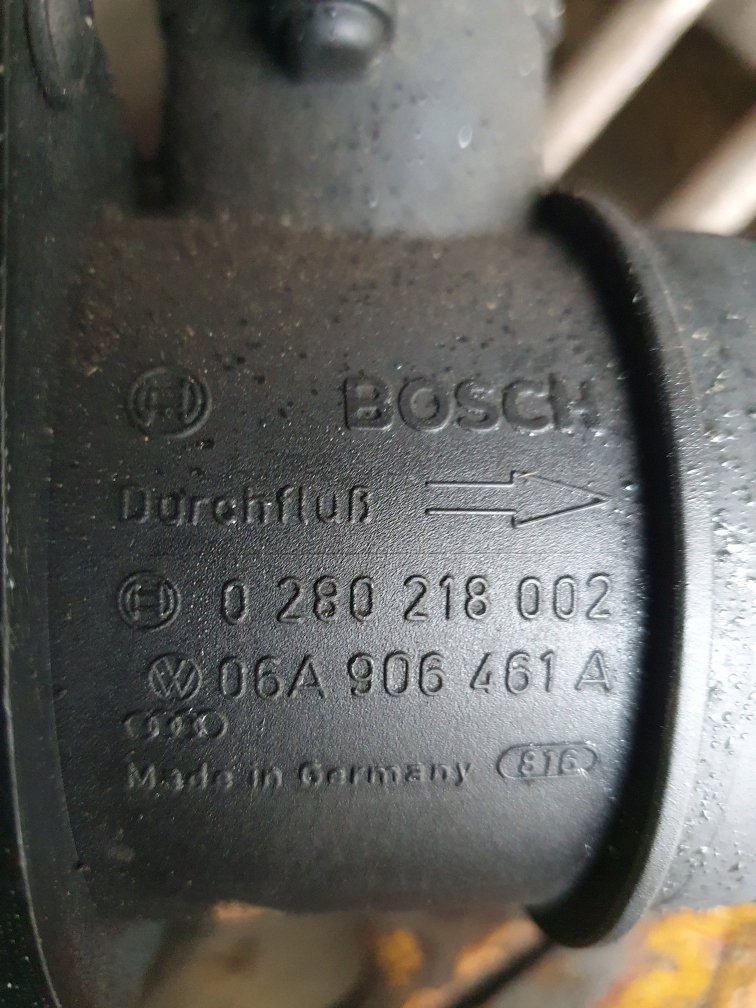 BOSCH
Durchfluß
0 280 218 002
06A 906 461 A
Made in Germany 816